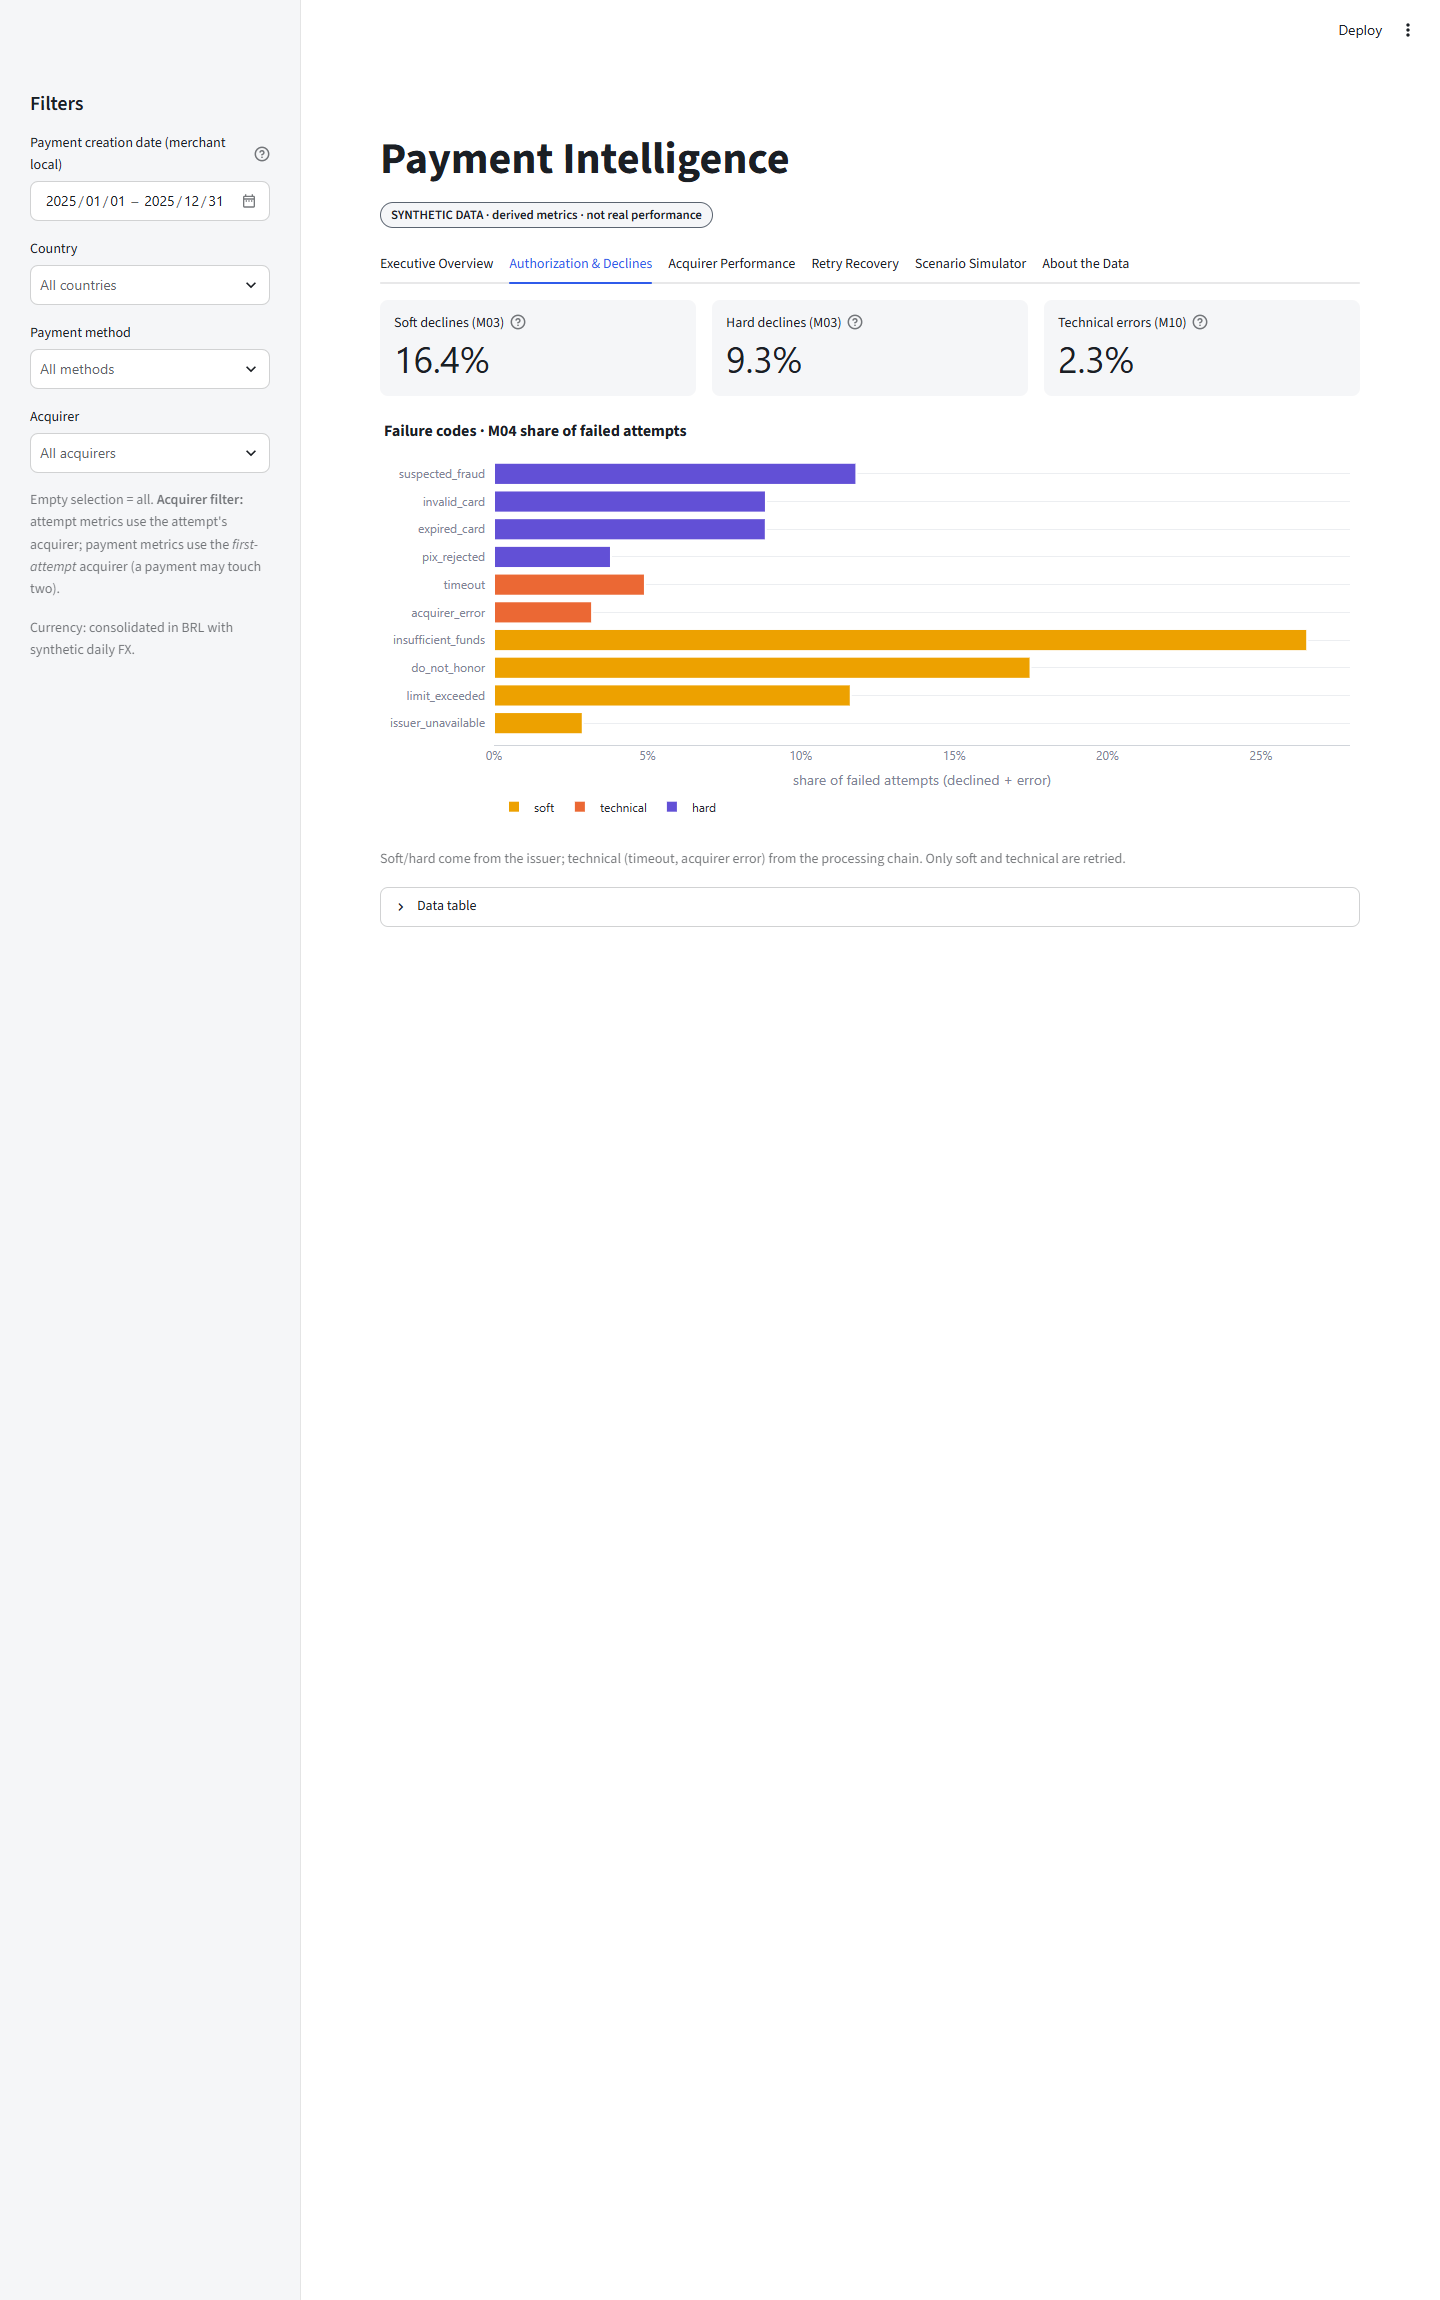 Deploy
Filters
Payment creation date (merchant
local)
2025/01/01 – 2025/12/31
Country
All countries
Payment method
All methods
Acquirer
All acquirers
Empty selection = all. Acquirer filter:
attempt metrics use the attempt's
acquirer; payment metrics use the first-
attempt acquirer (a payment may touch
two).
Currency: consolidated in BRL with
synthetic daily FX.
Payment Intelligence
SYNTHETIC DATA · derived metrics · not real performance
Executive Overview Authorization & Declines Acquirer Performance Retry Recovery Scenario Simulator About the Data
Soft declines (M03)
16.4%
Hard declines (M03)
9.3%
Technical errors (M10)
2.3%
Failure codes · M04 share of failed attempts
suspected_fraud
invalid_card
expired_card
pix_rejected
timeout
acquirer_error
insufficient_funds
do_not_honor
limit_exceeded
issuer_unavailable
0% 5% 10% 15% 20% 25%
share of failed attempts (declined + error)
soft technical hard
Soft/hard come from the issuer; technical (timeout, acquirer error) from the processing chain. Only soft and technical are retried.
Data table